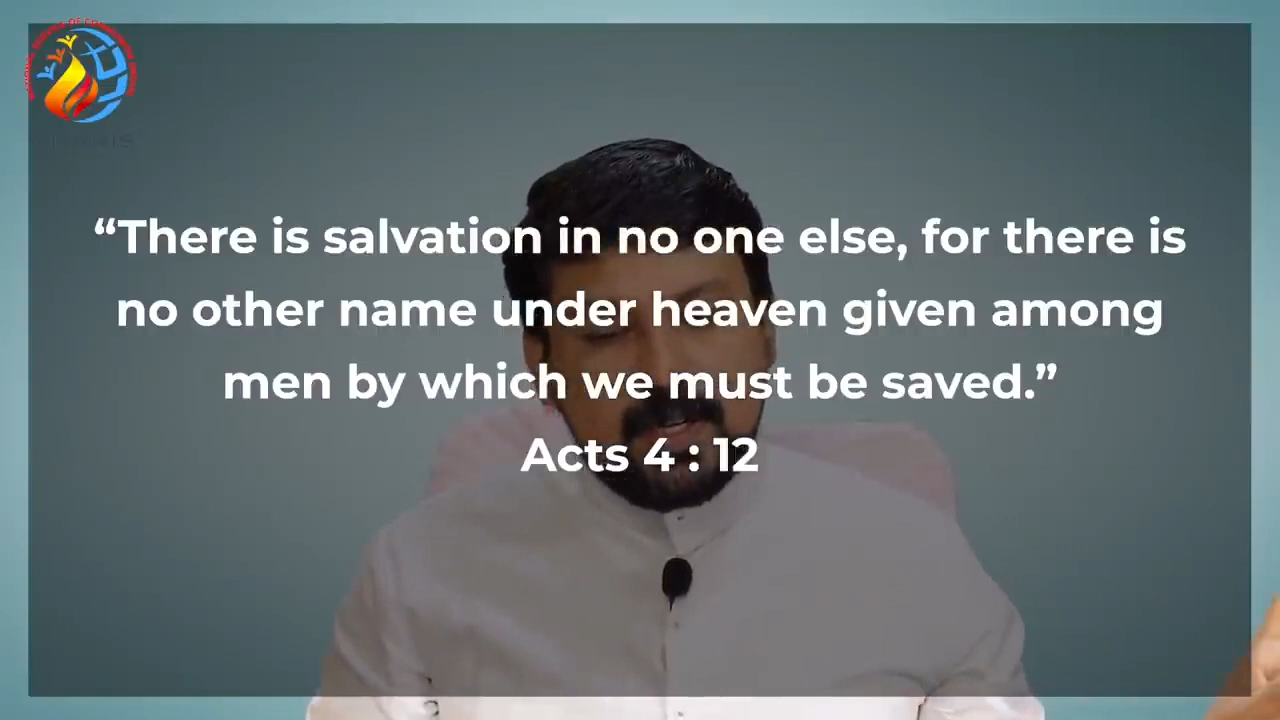 “There is salvation in no one else, for there is
no other name under heaven given among
men by which we must be saved.”
Acts 4 : 12